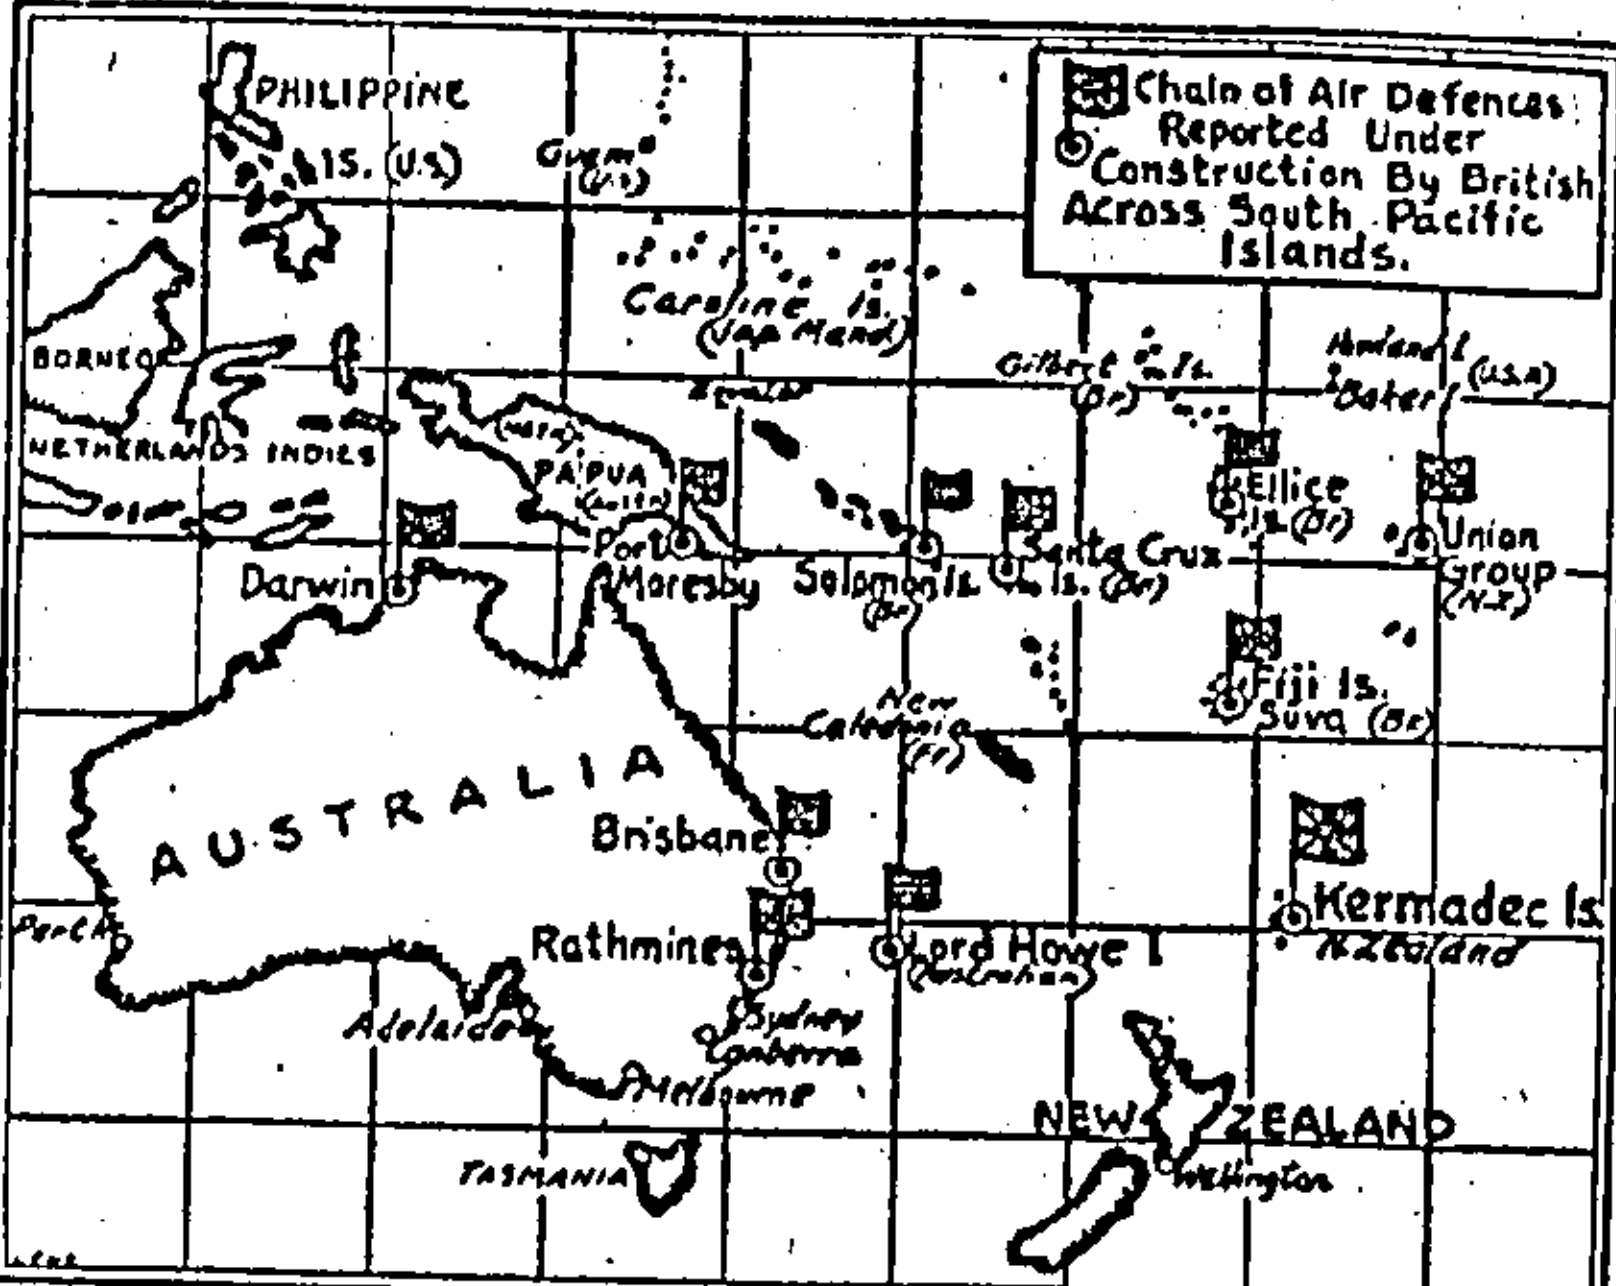 PHILIPPINE
IS. (U.S.)
Guam
(U.S)
Chain of Air Defences
Reported Under
Construction By British
Across South Pacific
Islands.
Caroline Is.
(Jap Mand)
BORNEO
Gilbert Is.
(Br)
Howland I
Baker I (U.S.A)
Equator
NETHERLANDS INDIES
PAPUA
Ellice
Is. (Br)
Darwin
Port
Moresby
Solomon Is.
(Br)
Santa Cruz
Is. (Br)
Union
Group
(N.Z)
Fiji Is.
Suva (Br)
New
Caledonia
(Fr)
AUSTRALIA
Brisbane
Perth
Rathmines
Lord Howe I
(Australian)
Kermadec Is.
N.Zealand
Adelaide
Sydney
Canberra
Melbourne
NEW ZEALAND
TASMANIA
Wellington